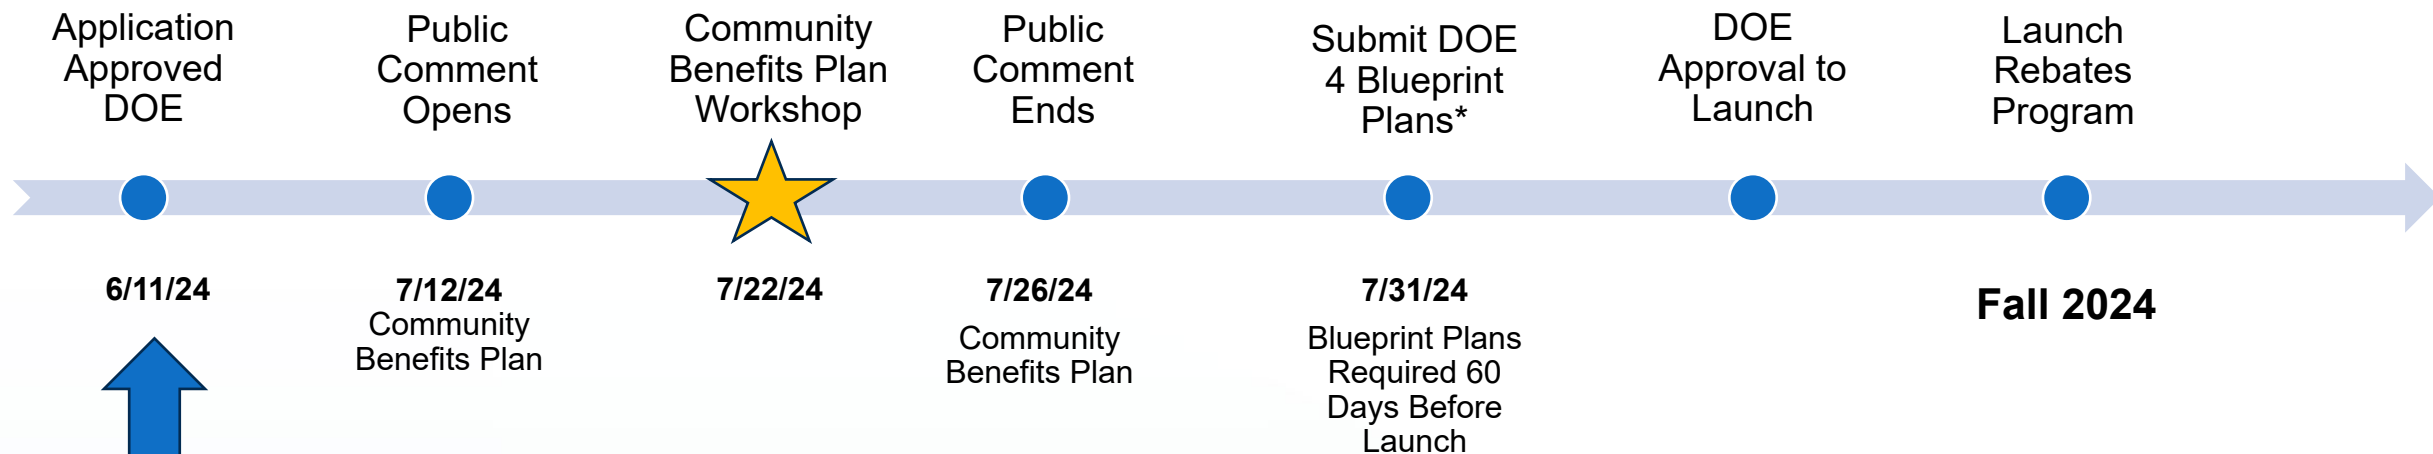 Application
Approved
DOE
Public
Comment
Opens
Community
Benefits Plan
Workshop
Public
Comment
Ends
Submit DOE
4 Blueprint
Plans*
DOE
Approval to
Launch
Launch
Rebates
Program
6/11/24
7/12/24
Community
Benefits Plan
7/22/24
7/26/24
Community
Benefits Plan
7/31/24
Blueprint Plans
Required 60
Days Before
Launch
Fall 2024